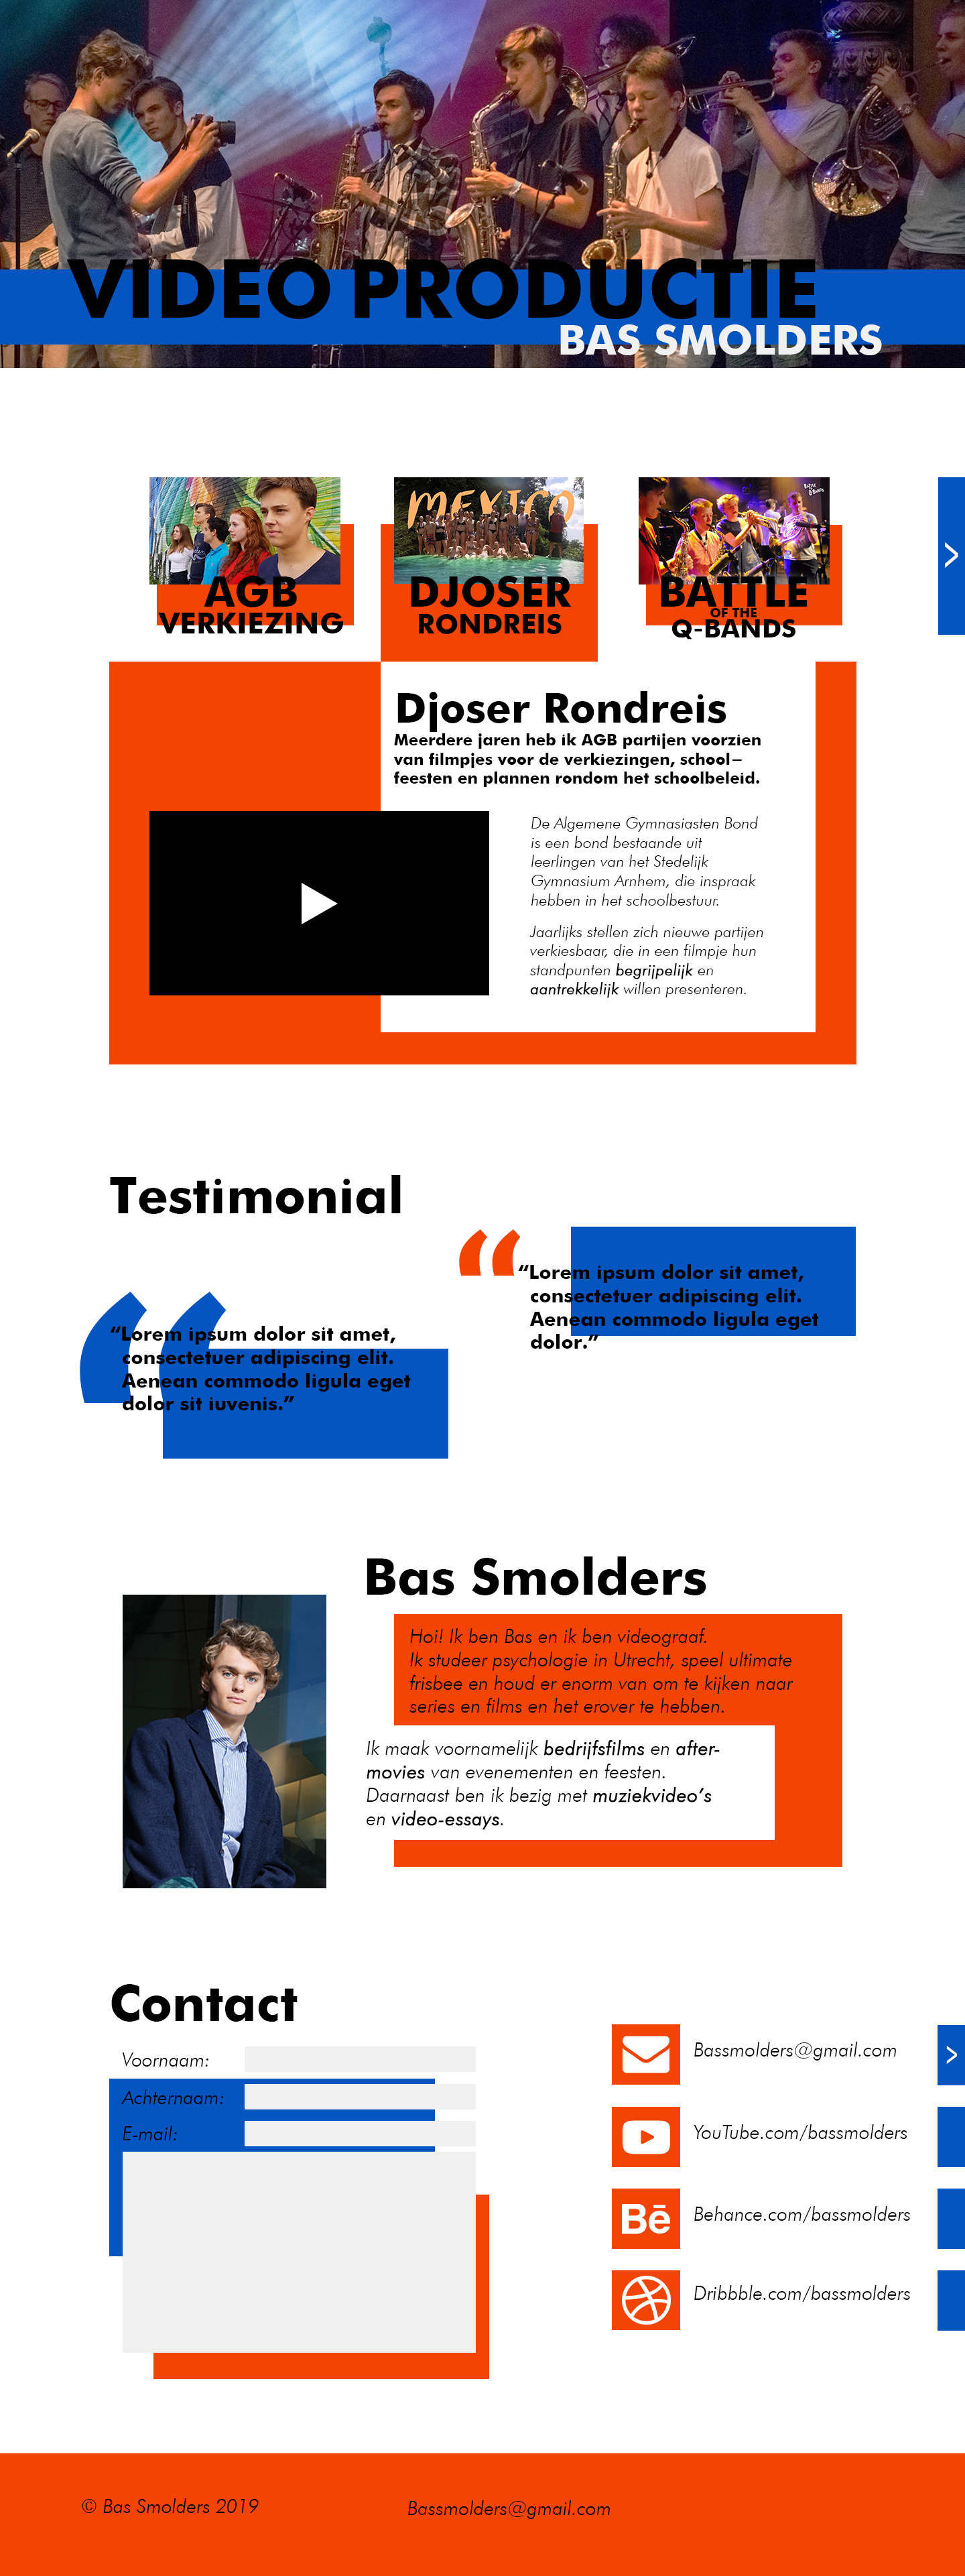 VIDEO PRODUCTIE
BAS SMOLDERS
MEXICO
BATTLE
Q BANDS
AGB
VERKIEZING
DJOSER
RONDREIS
BATTLE
OF THE
Q-BANDS
>
Djoser Rondreis
Meerdere jaren heb ik AGB partijen voorzien
van filmpjes voor de verkiezingen, school–
feesten en plannen rondom het schoolbeleid.
De Algemene Gymnasiasten Bond
is een bond bestaande uit
leerlingen van het Stedelijk
Gymnasium Arnhem, die inspraak
hebben in het schoolbestuur.
Jaarlijks stellen zich nieuwe partijen
verkiesbaar, die in een filmpje hun
standpunten begrijpelijk en
aantrekkelijk willen presenteren.
Testimonial
“Lorem ipsum dolor sit amet,
consectetuer adipiscing elit.
Aenean commodo ligula eget
dolor.”
“Lorem ipsum dolor sit amet,
consectetuer adipiscing elit.
Aenean commodo ligula eget
dolor sit iuvenis.”
Bas Smolders
Hoi! Ik ben Bas en ik ben videograaf.
Ik studeer psychologie in Utrecht, speel ultimate
frisbee en houd er enorm van om te kijken naar
series en films en het erover te hebben.
Ik maak voornamelijk bedrijfsfilms en after-
movies van evenementen en feesten.
Daarnaast ben ik bezig met muziekvideo’s
en video-essays.
Contact
Voornaam:
Achternaam:
E-mail:
Bassmolders@gmail.com
>
YouTube.com/bassmolders
Bē
Behance.com/bassmolders
Dribbble.com/bassmolders
© Bas Smolders 2019
Bassmolders@gmail.com